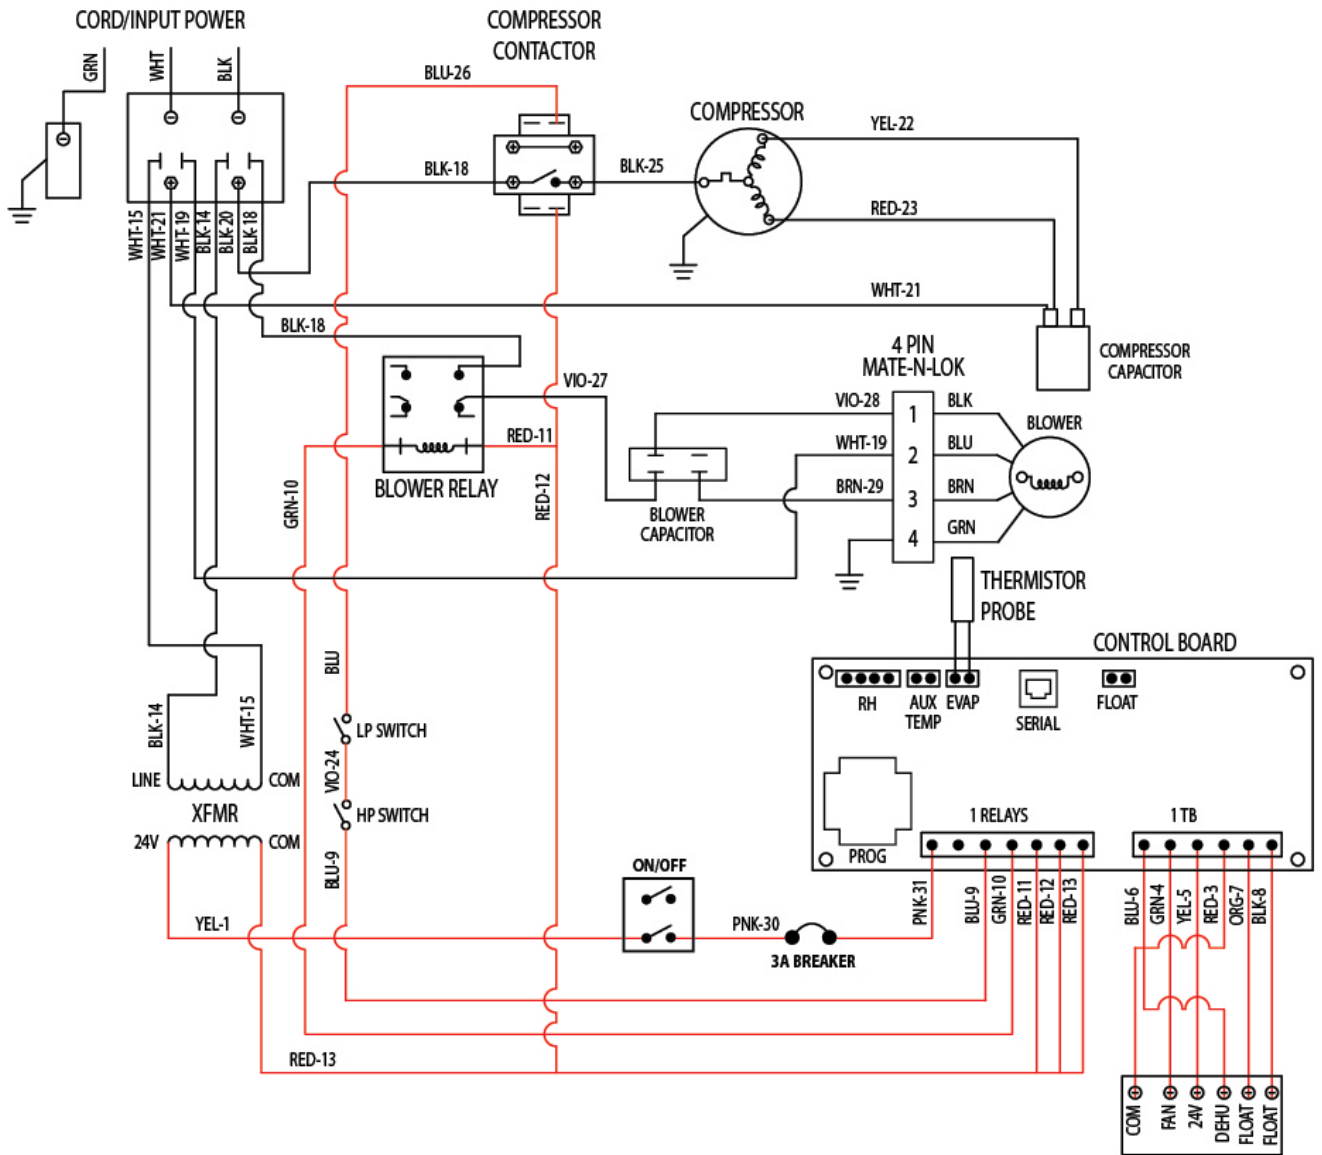 CORD/INPUT POWER
COMPRESSOR
CONTACTOR
GRN
WHT
BLK
BLU-26
COMPRESSOR
YEL-22
BLK-18
BLK-25
RED-23
WHT-15
WHT-21
WHT-19
BLK-14
BLK-20
BLK-18
WHT-21
BLK-18
4 PIN
MATE-N-LOK
COMPRESSOR
CAPACITOR
VIO-27
VIO-28
1
BLK
BLOWER
RED-11
WHT-19
2
BLU
BLOWER RELAY
GRN-10
RED-12
BRN-29
3
BRN
BLOWER
CAPACITOR
4
GRN
THERMISTOR
PROBE
CONTROL BOARD
BLU
RH
AUX
TEMP
EVAP
SERIAL
FLOAT
BLK-14
WHT-15
LP SWITCH
VIO-24
LINE
COM
XFMR
HP SWITCH
24V
COM
PROG
1 RELAYS
1 TB
BLU-9
ON/OFF
PNK-31
BLU-9
GRN-10
RED-11
RED-12
RED-13
BLU-6
GRN-4
YEL-5
RED-3
ORG-7
BLK-8
YEL-1
PNK-30
3A BREAKER
RED-13
COM
FAN
24V
DEHU
FLOAT
FLOAT